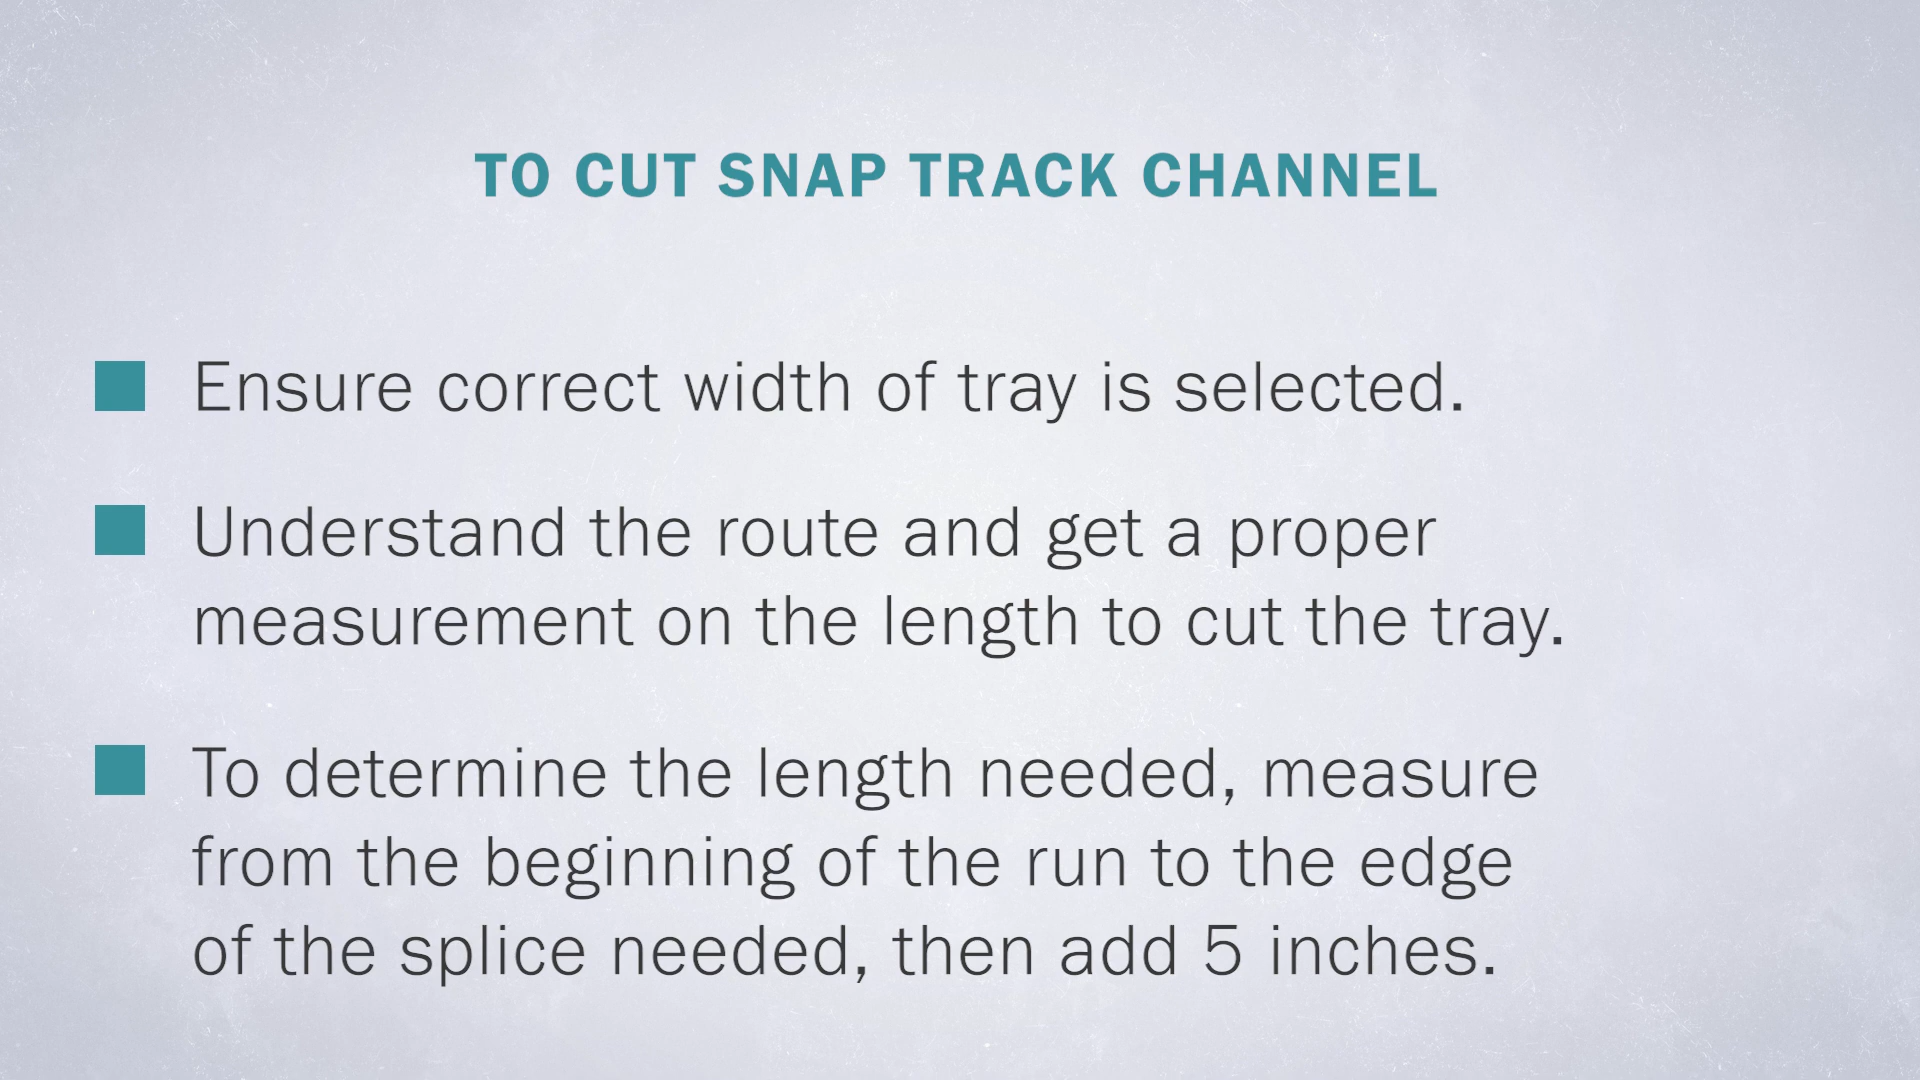 TO CUT SNAP TRACK CHANNEL
Ensure correct width of tray is selected.
Understand the route and get a proper
measurement on the length to cut the tray.
To determine the length needed, measure
from the beginning of the run to the edge
of the splice needed, then add 5 inches.